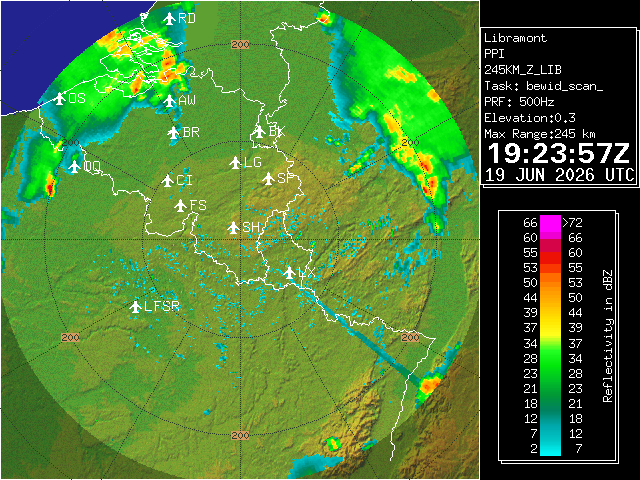 RD
200
OS
AW
BR
BK
OQ
LG
CI
SP
FS
SH
LX
LFSR
200
200
200
Libramont
PPI
245KM_Z_LIB
Task: bewid_scan_
PRF: 500Hz
Elevation:0.3
Max Range:245 km
19:23:57Z
19 JUN 2026 UTC
66 >72
60 66
55 60
53 55
50 53
44 50
39 44
37 39
34 37
28 34
23 28
21 23
18 21
12 18
7 12
2 7
Reflectivity in dBZ